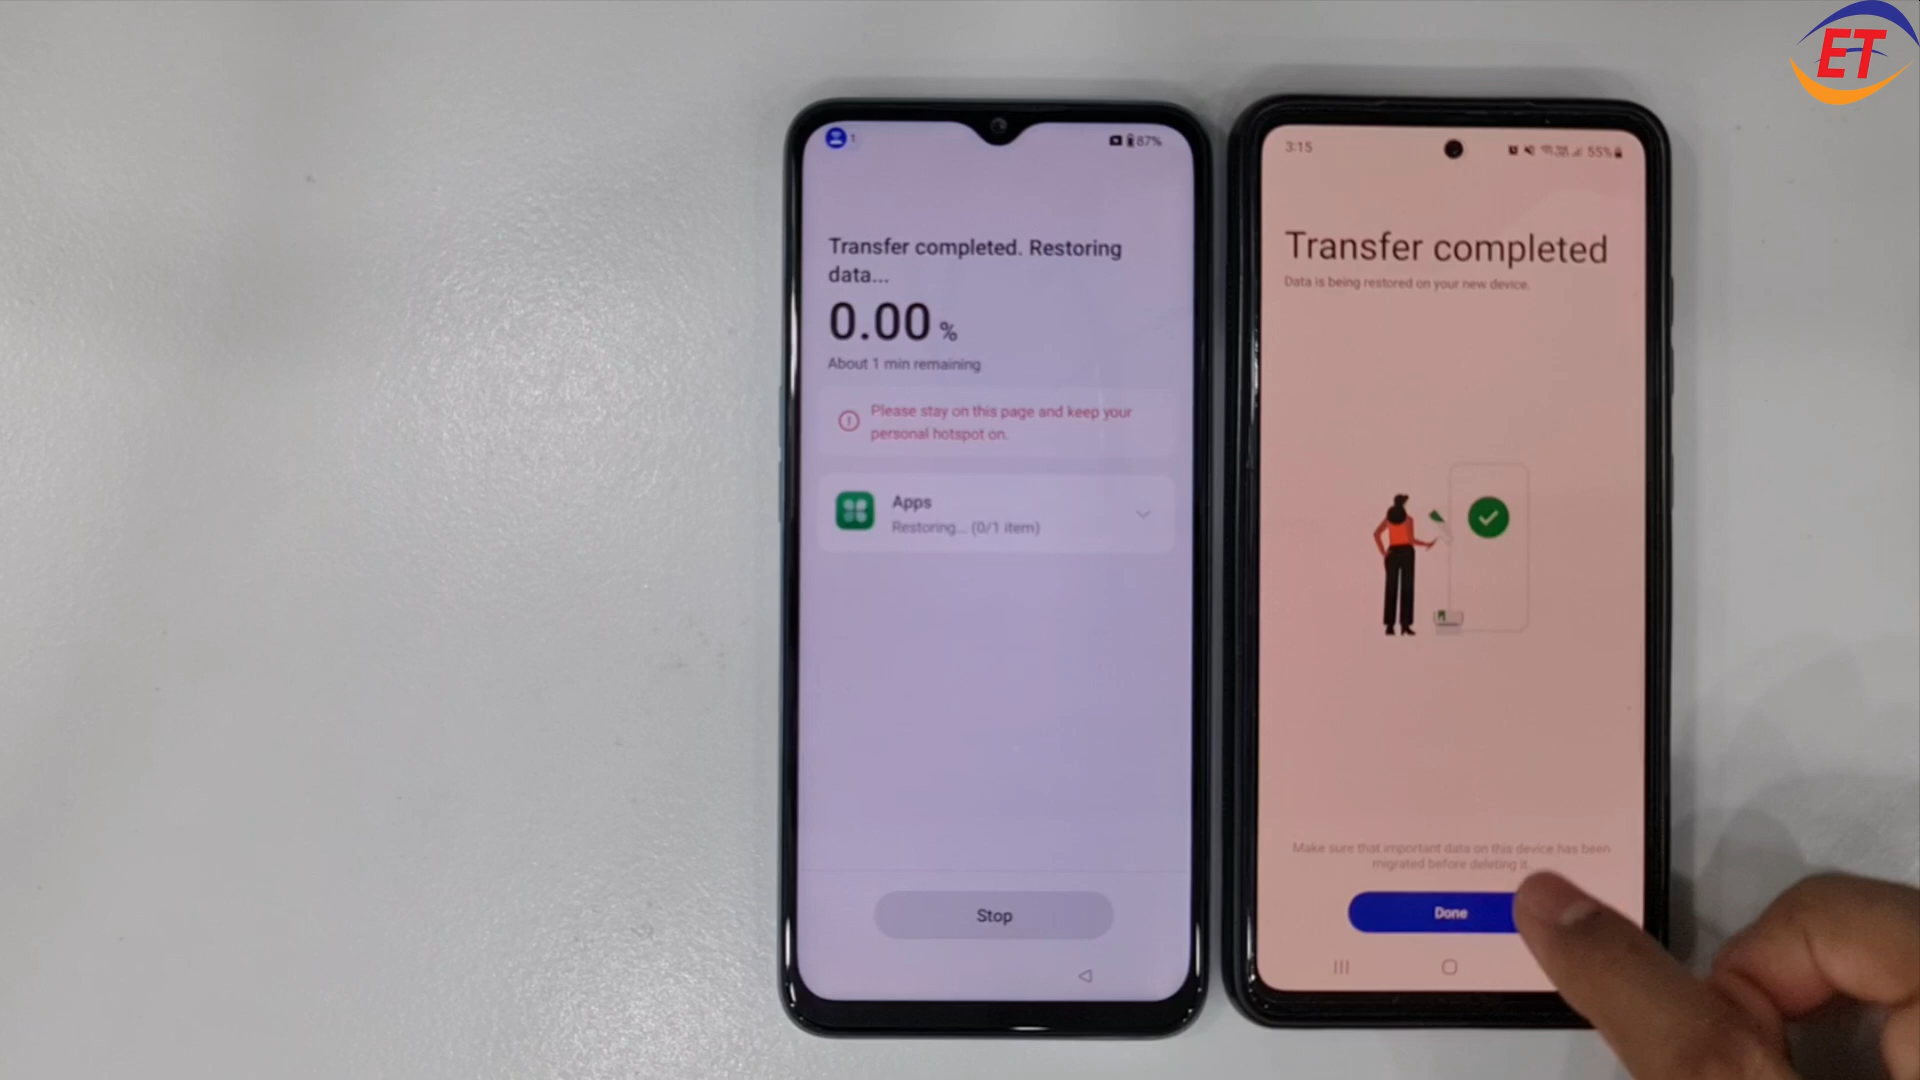 ET
1
87%
Transfer completed. Restoring
data...
0.00 %
About 1 min remaining
Please stay on this page and keep your
personal hotspot on.
Apps
Restoring... (0/1 item)
Stop
3:15
55%
Transfer completed
Data is being restored on your new device.
Make sure that important data on this device has been
migrated before deleting it.
Done